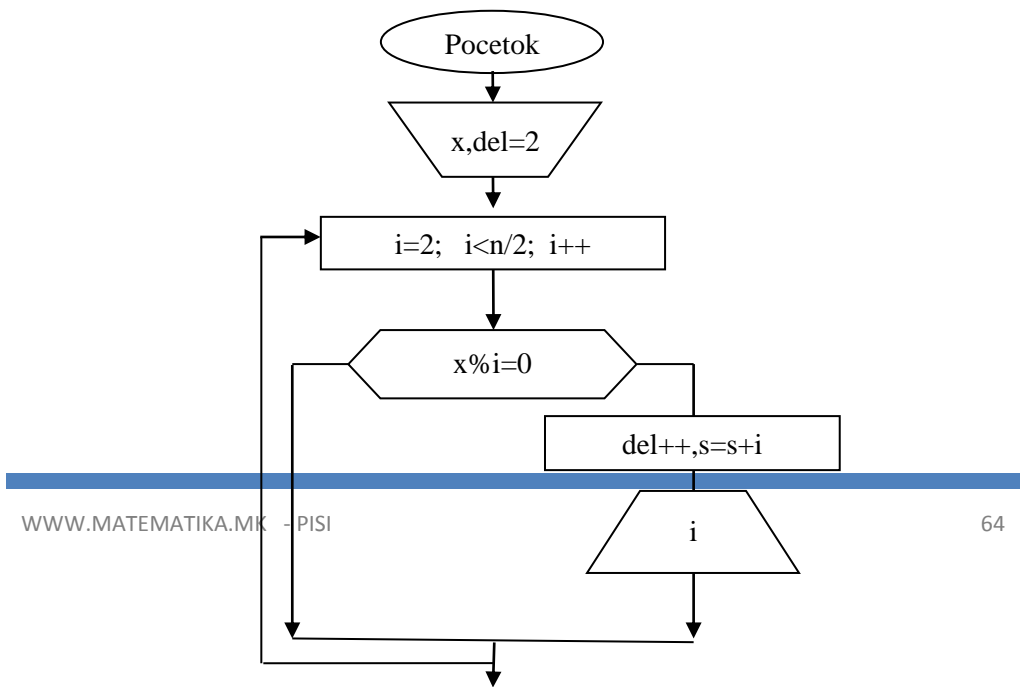 Pocetok
x,del=2
i=2; i<n/2; i++
x%i=0
del++,s=s+i
WWW.MATEMATIKA.MK - PISI 64
i